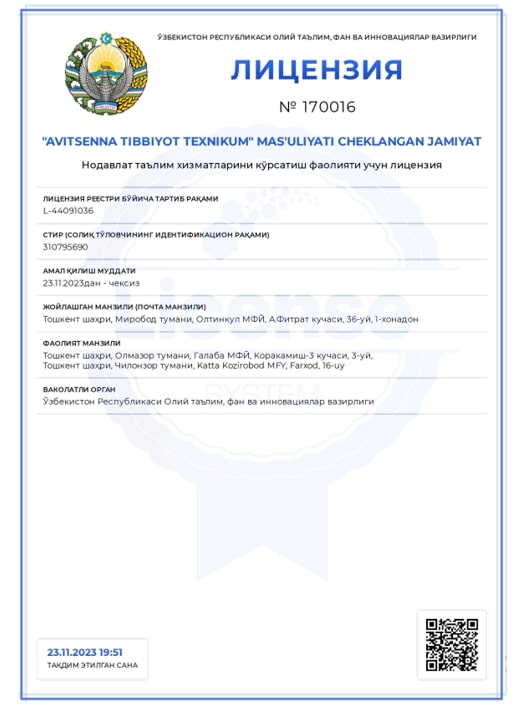 ЎЗБЕКИСТОН РЕСПУБЛИКАСИ ОЛИЙ ТАЪЛИМ, ФАН ВА ИННОВАЦИЯЛАР ВАЗИРЛИГИ
ЛИЦЕНЗИЯ
№ 170016
"AVITSENNA TIBBIYOT TEXNIKUM" MAS'ULIYATI CHEKLANGAN JAMIYAT
Нодавлат таълим хизматларини кўрсатиш фаолияти учун лицензия
ЛИЦЕНЗИЯ РЕЕСТРИ БЎЙИЧА ТАРТИБ РАҚАМИ
L-44091036
СТИР (СОЛИҚ ТЎЛОВЧИНИНГ ИДЕНТИФИКАЦИОН РАҚАМИ)
310795690
АМАЛ ҚИЛИШ МУДДАТИ
23.11.2023дан - чексиз
ЖОЙЛАШГАН МАНЗИЛИ (ПОЧТА МАНЗИЛИ)
Тошкент шаҳри, Миробод тумани, Олтинкул МФЙ, А.Фитрат кучаси, 36-уй, 1-хонадон
ФАОЛИЯТ МАНЗИЛИ
Тошкент шаҳри, Олмазор тумани, Галаба МФЙ, Коракамиш-3 кучаси, 3-уй,
Тошкент шаҳри, Чилонзор тумани, Katta Kozirobod MFY, Farxod, 16-uy
ВАКОЛАТЛИ ОРГАН
Ўзбекистон Республикаси Олий таълим, фан ва инновациялар вазирлиги
License
SYSTEM
23.11.2023 19:51
ТАҚДИМ ЭТИЛГАН САНА